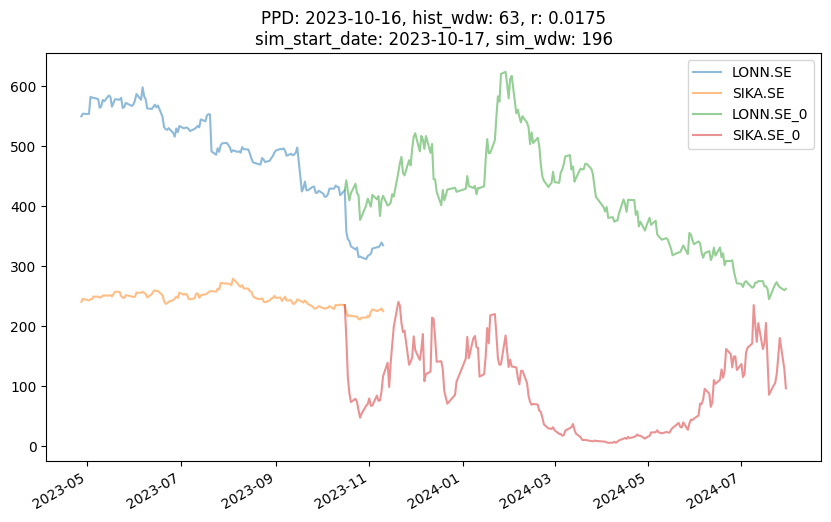 PPD: 2023-10-16, hist_wdw: 63, r: 0.0175
sim_start_date: 2023-10-17, sim_wdw: 196
LONN.SE
SIKA.SE
LONN.SE_0
SIKA.SE_0
600
500
400
300
200
100
0
2023-05
2023-07
2023-09
2023-11
2024-01
2024-03
2024-05
2024-07